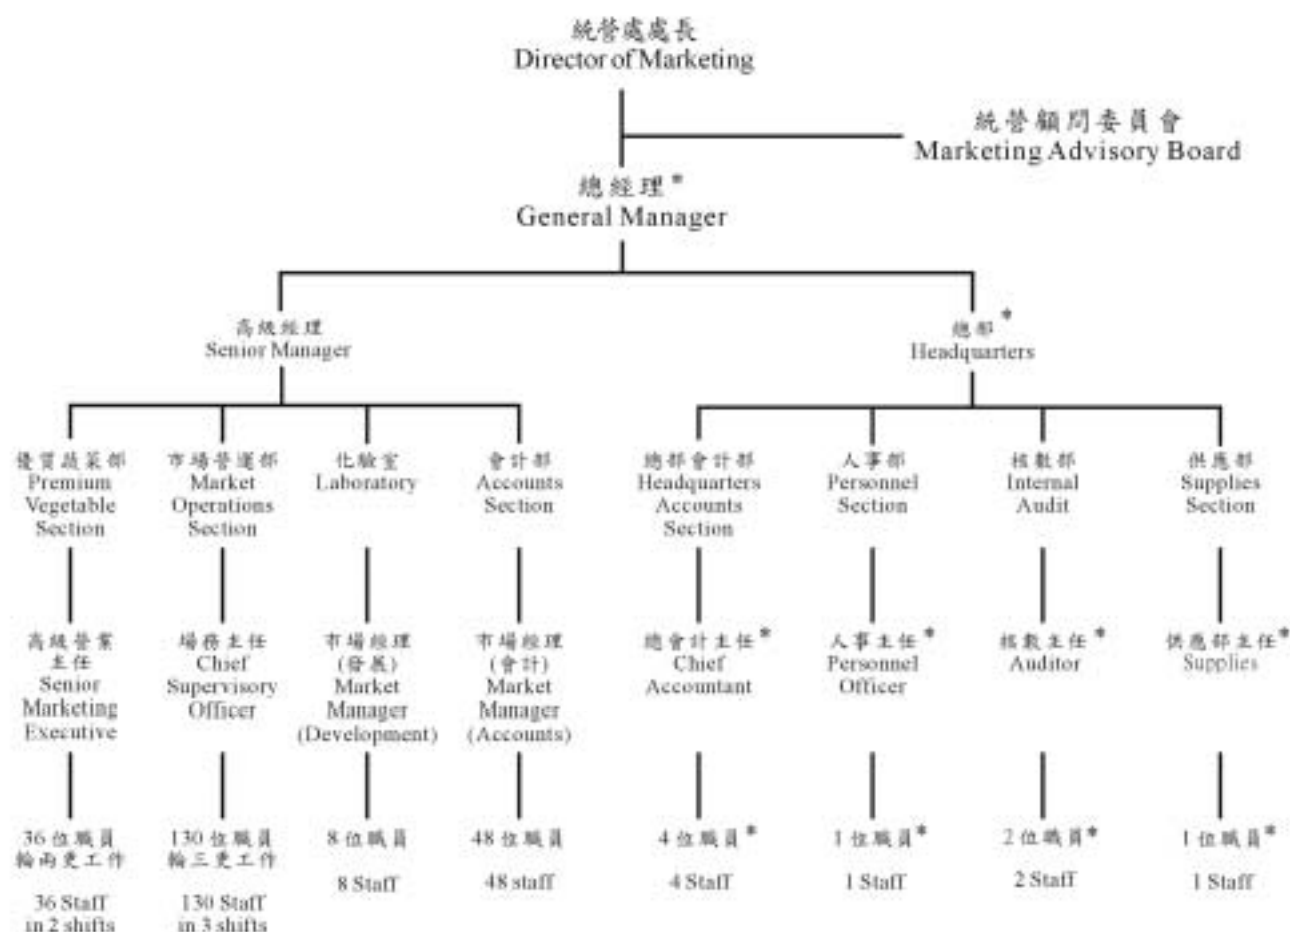 統營處處長
Director of Marketing
統營顧問委員會
Marketing Advisory Board
總經理*
General Manager
高級經理
Senior Manager
總部*
Headquarters
優質蔬菜部
Premium
Vegetable
Section
市場營運部
Market
Operations
Section
化驗室
Laboratory
會計部
Accounts
Section
總部會計部
Headquarters
Accounts
Section
人事部
Personnel
Section
核數部
Internal
Audit
供應部
Supplies
Section
高級營業
主任
Senior
Marketing
Executive
場務主任
Chief
Supervisory
Officer
市場經理
(發展)
Market
Manager
(Development)
市場經理
(會計)
Market
Manager
(Accounts)
總會計主任*
Chief
Accountant
人事主任*
Personnel
Officer
核數主任*
Auditor
供應部主任*
Supplies
36 位職員
輪兩更工作
36 Staff
in 2 shifts
130 位職員
輪三更工作
130 Staff
in 3 shifts
8 位職員
8 Staff
48 位職員
48 staff
4 位職員*
4 Staff
1 位職員*
1 Staff
2 位職員*
2 Staff
1 位職員*
1 Staff